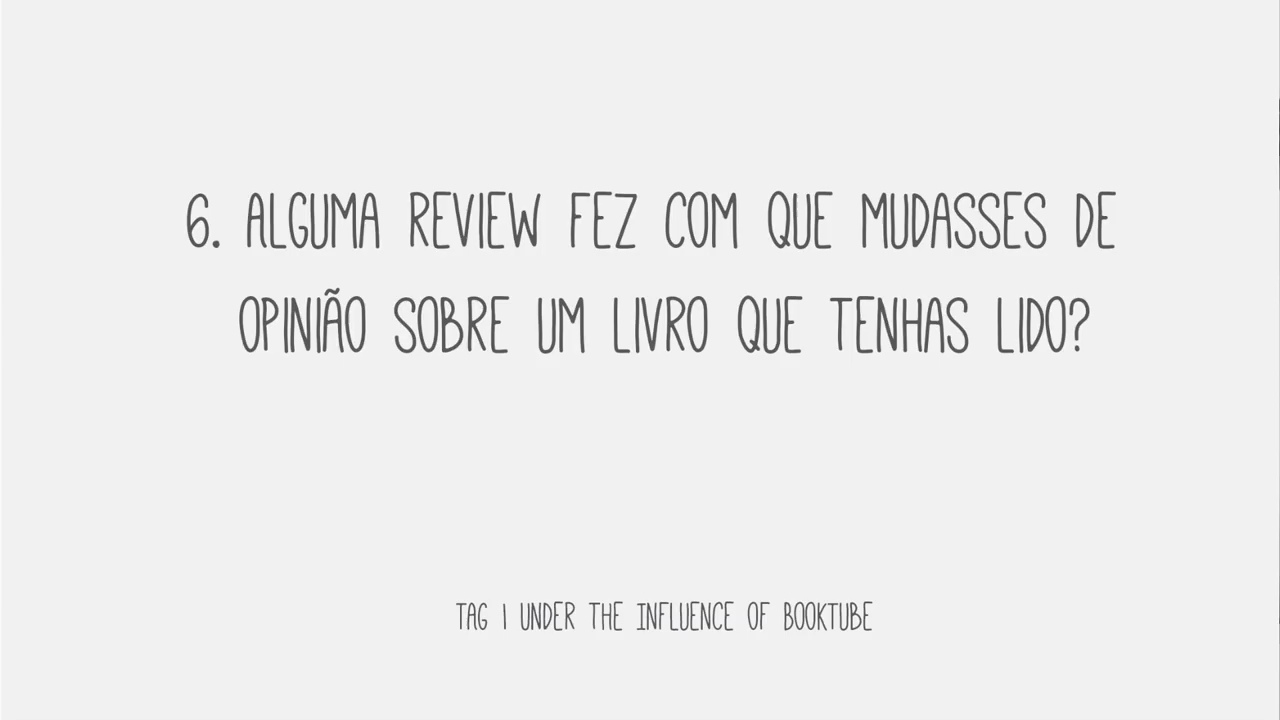 6. ALGUMA REVIEW FEZ COM QUE MUDASSES DE
OPINIÃO SOBRE UM LIVRO QUE TENHAS LIDO?
TAG | UNDER THE INFLUENCE OF BOOKTUBE